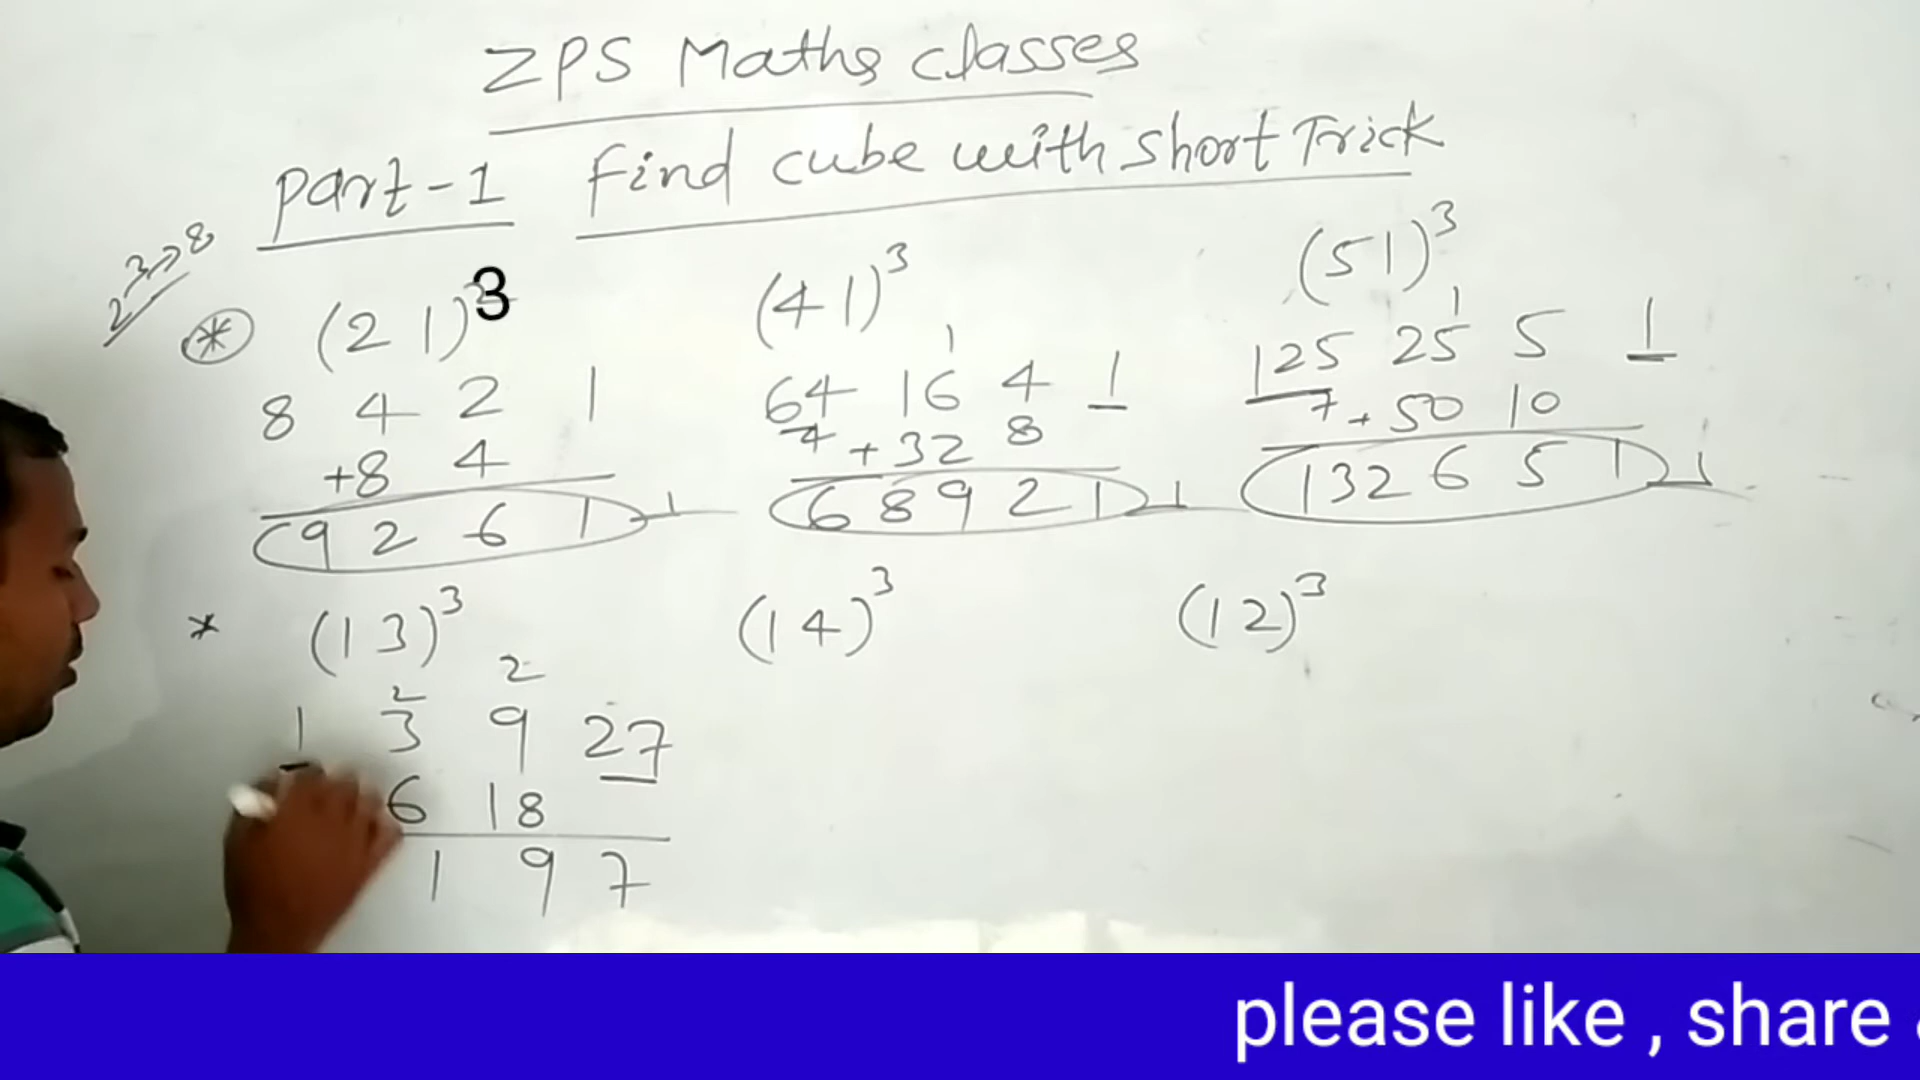 ZPS Maths classes
Part-1 Find cube with short Trick
2 3→8
* (21)3 (41)3 (51)3
1 1
8 4 2 1 64 16 4 1 125 25 5 1
+8 4 4 +32 8 7 + 50 10
9 2 6 1 6 8 9 2 1 132 6 5 1
* (13)3 (14)3 (12)3
2 2
1 3 9 27
6 18
1 9 7
please like , share